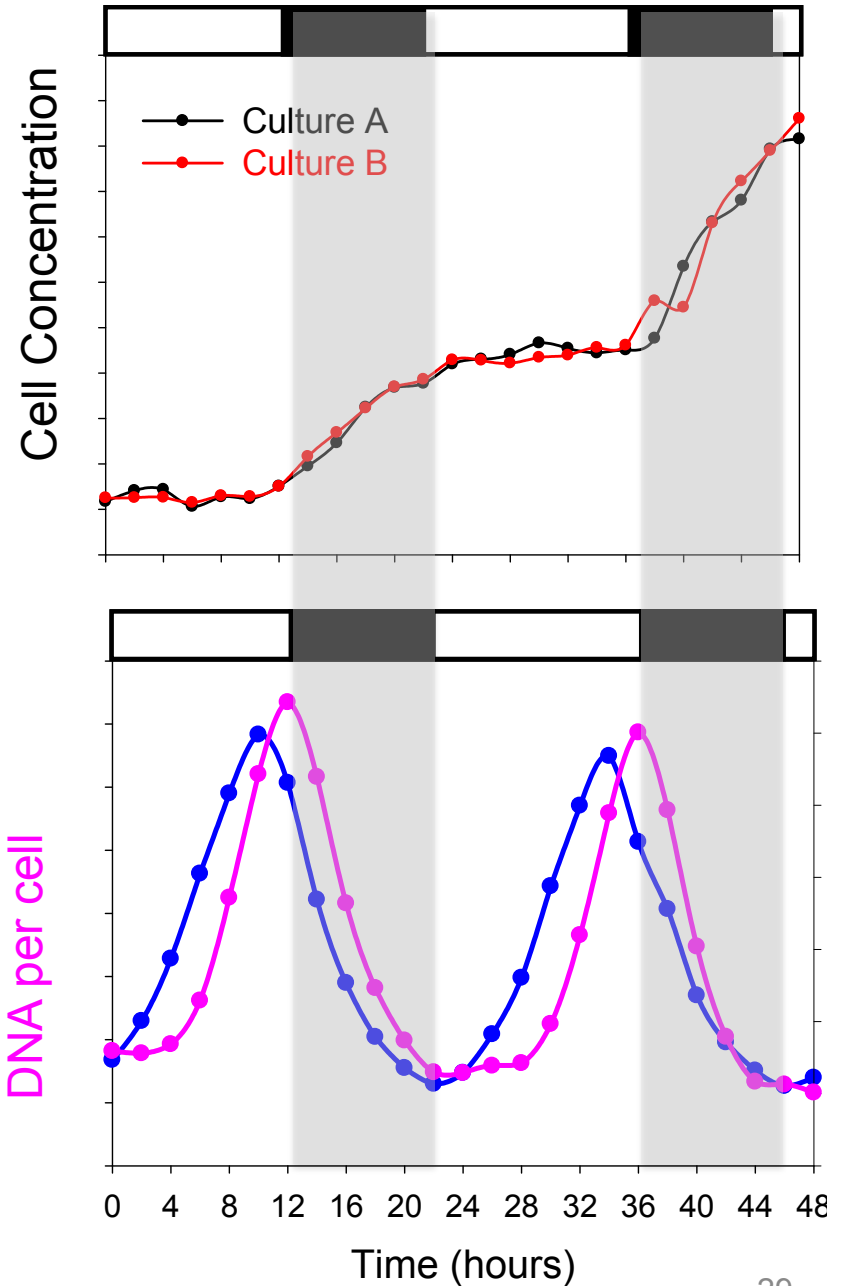 Cell Concentration
Culture A
Culture B
DNA per cell
0 4 8 12 16 20 24 28 32 36 40 44 48
Time (hours)